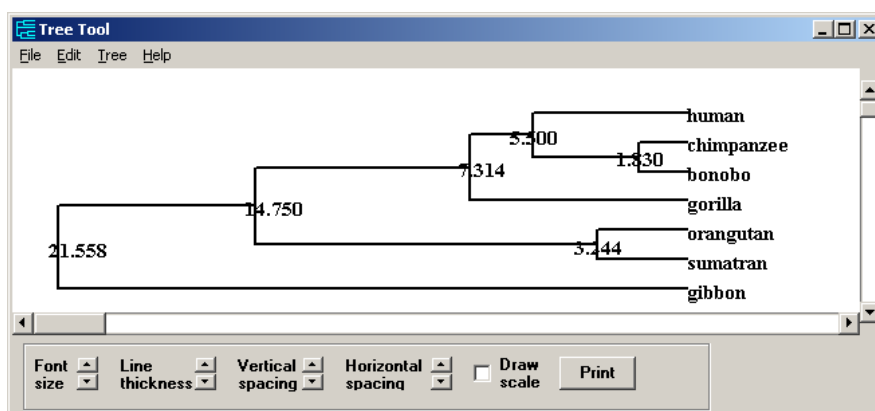 Tree Tool
File Edit Tree Help
human
5.500
chimpanzee
1.830
bonobo
7.314
gorilla
14.750
orangutan
3.244
21.558
sumatran
gibbon
Font size
Line thickness
Vertical spacing
Horizontal spacing
Draw scale
Print